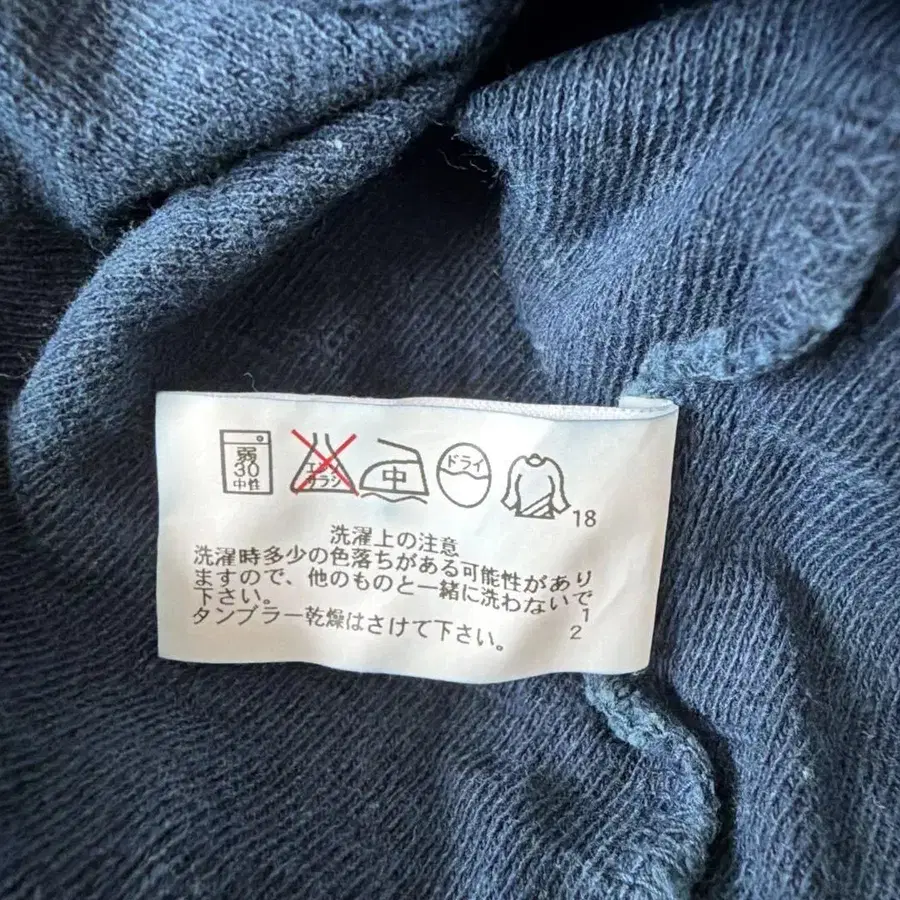 弱
30
中性
エンソ
サラシ
中
ドライ
18
洗濯上の注意
洗濯時多少の色落ちがある可能性があり
ますので、他のものと一緒に洗わないで
下さい。
1
タンブラー乾燥はさけて下さい。
2